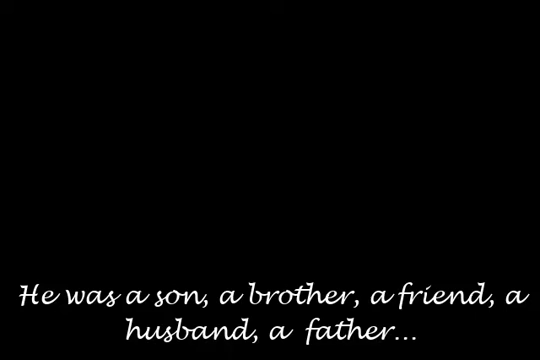 He was a son, a brother, a friend, a
husband, a father...